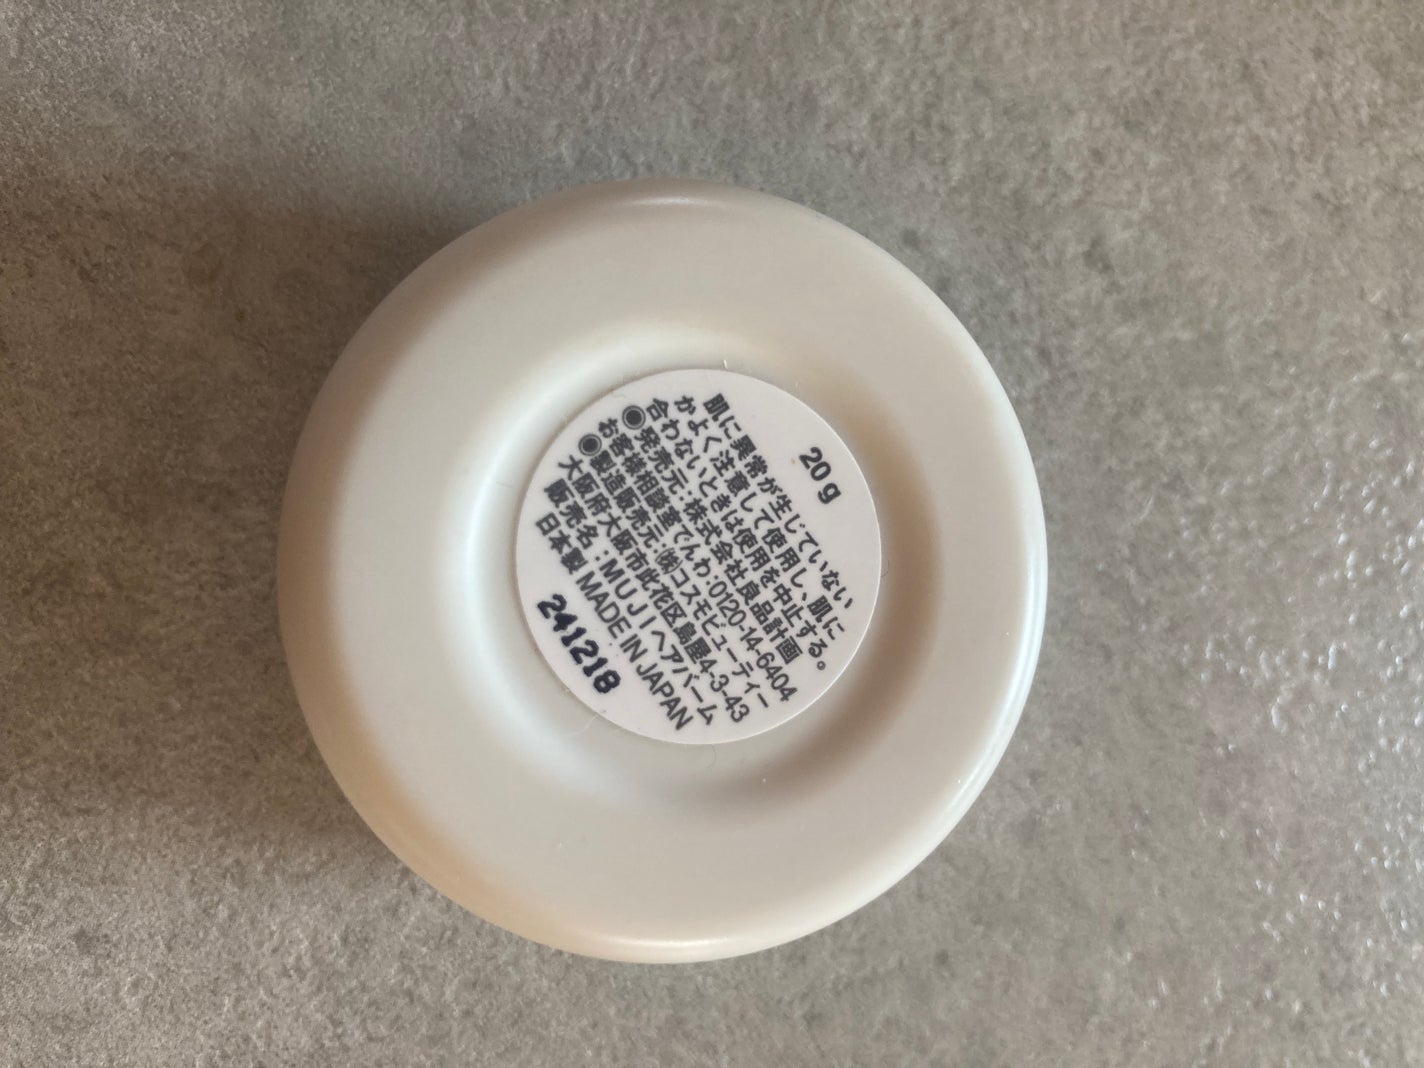 20g
肌に異常が生じていない
かよく注意して使用し、肌に
合わないときは使用を中止する。
◉発売元:株式会社良品計画
お客様相談室でんわ:0120-14-6404
◉製造販売元:㈱コスモビューティー
大阪府大阪市此花区島屋4-3-43
販売名:MUJIヘアバーム
日本製 MADE IN JAPAN
241218